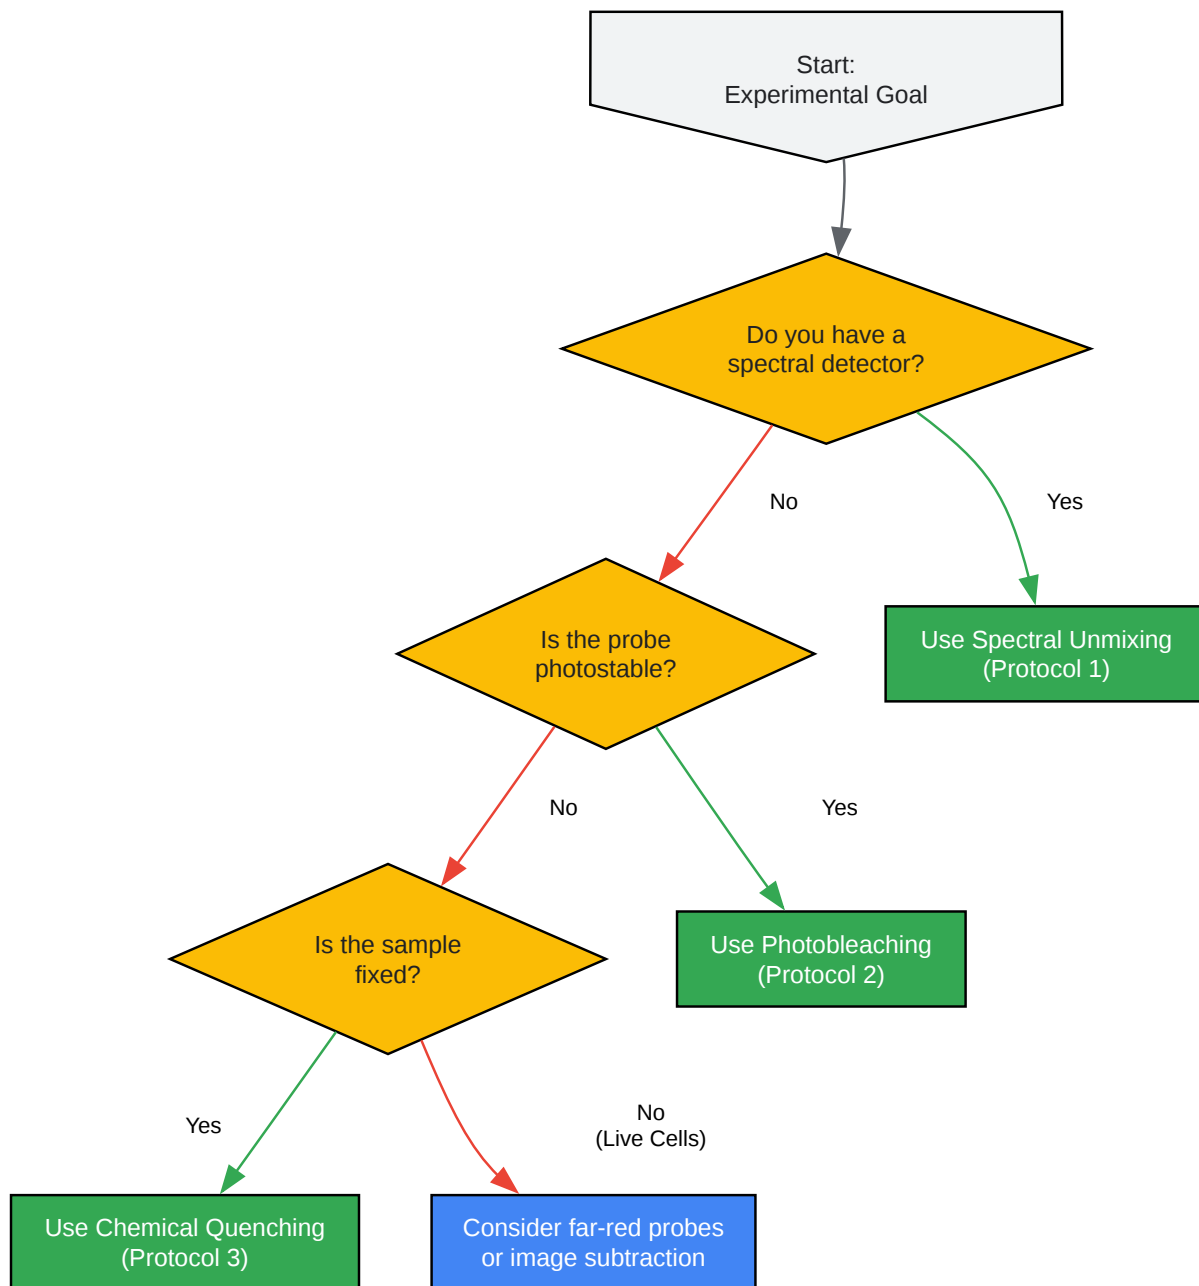 Start:
Experimental Goal
Do you have a
spectral detector?
No
Yes
Is the probe
photostable?
Use Spectral Unmixing
(Protocol 1)
No
Yes
Is the sample
fixed?
Use Photobleaching
(Protocol 2)
Yes
No
(Live Cells)
Use Chemical Quenching
(Protocol 3)
Consider far-red probes
or image subtraction